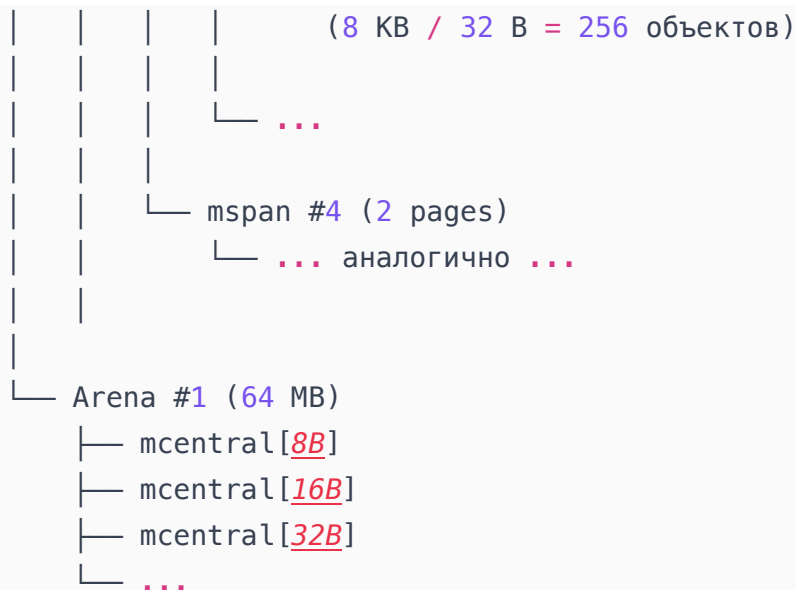 │   │   │   │      (8 KB / 32 B = 256 объектов)
│   │   │   │
│   │   │   └── ...
│   │   │
│   │   └── mspan #4 (2 pages)
│   │       └── ... аналогично ...
│   │
│
└── Arena #1 (64 MB)
    ├── mcentral[8B]
    ├── mcentral[16B]
    ├── mcentral[32B]
    └── ...